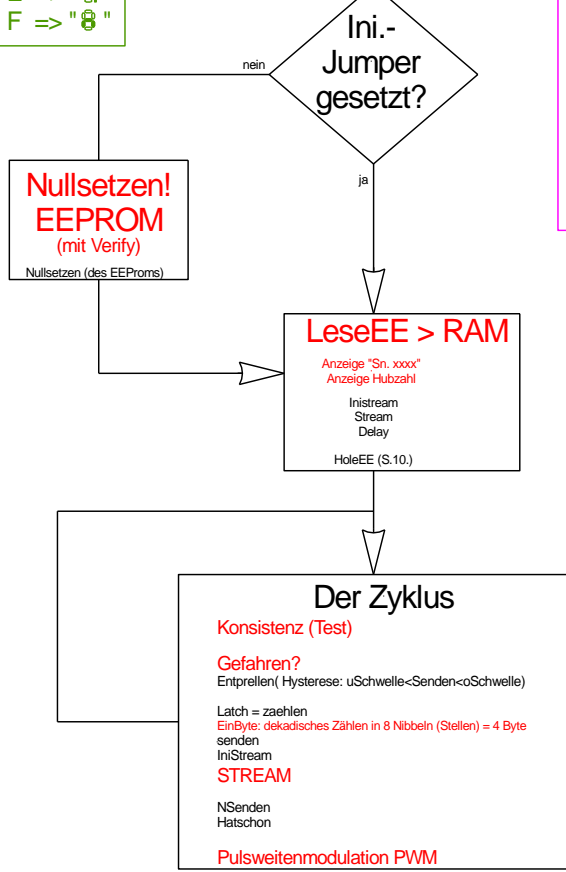 F => "8"
Ini.-
Jumper
gesetzt?
nein
ja
Nullsetzen!
EEPROM
(mit Verify)
Nullsetzen (des EEProms)
LeseEE > RAM
Anzeige "Sn. xxxx"
Anzeige Hubzahl
Inistream
Stream
Delay
HoleEE (S.10.)
Der Zyklus
Konsistenz (Test)
Gefahren?
Entprellen( Hysterese: uSchwelle<Senden<oSchwelle)
Latch = zaehlen
EinByte: dekadisches Zählen in 8 Nibbeln (Stellen) = 4 Byte
senden
IniStream
STREAM
NSenden
Hatschon
Pulsweitenmodulation PWM